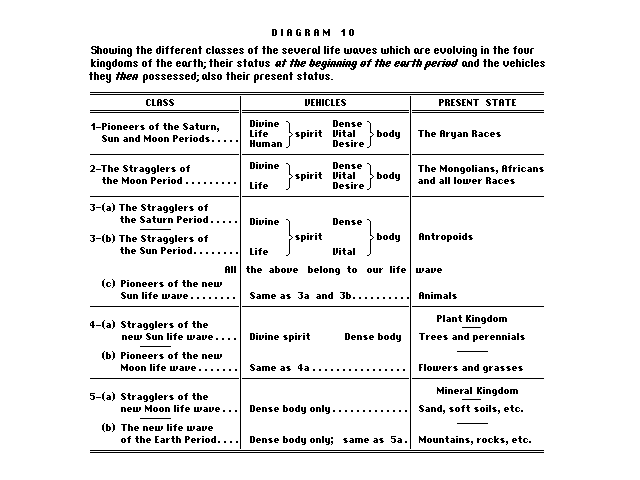 DIAGRAM 10
Showing the different classes of the several life waves which are evolving in the four
kingdoms of the earth; their status at the beginning of the earth period and the vehicles
they then possessed; also their present status.
CLASS VEHICLES PRESENT STATE
1-Pioneers of the Saturn, Divine Dense
Sun and Moon Periods..... Life spirit Vital body The Aryan Races
Human Desire
2-The Stragglers of Divine Dense The Mongolians, Africans
the Moon Period ......... spirit Vital body and all lower Races
Life Desire
3-(a) The Stragglers of
the Saturn Period..... Divine Dense
3-(b) The Stragglers of spirit body Antropoids
the Sun Period........ Life Vital
All the above belong to our life wave
(c) Pioneers of the new
Sun life wave........ Same as 3a and 3b.......... Animals
Plant Kingdom
4-(a) Stragglers of the
new Sun life wave.... Divine spirit Dense body Trees and perennials
(b) Pioneers of the new
Moon life wave....... Same as 4a................ Flowers and grasses
Mineral Kingdom
5-(a) Stragglers of the
new Moon life wave... Dense body only............. Sand, soft soils, etc.
(b) The new life wave
of the Earth Period.... Dense body only; same as 5a. Mountains, rocks, etc.